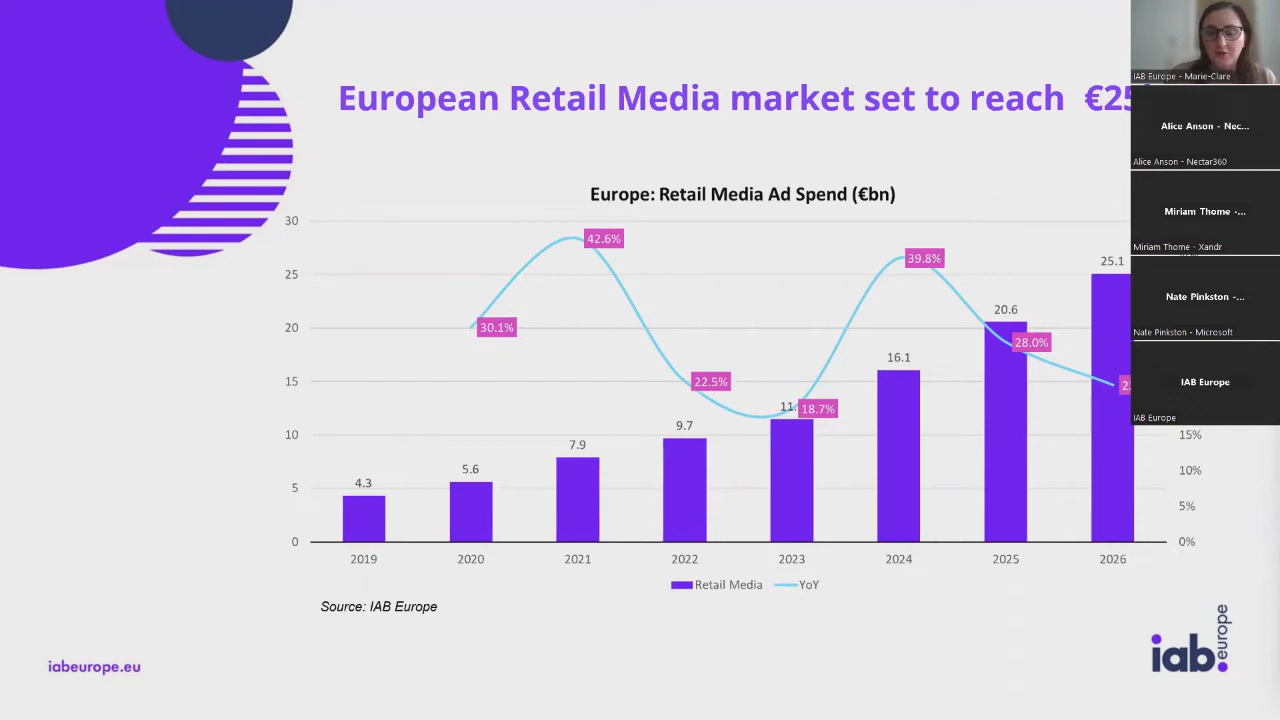 European Retail Media market set to reach €25
IAB Europe - Marie-Clare
Alice Anson - Nec...
Alice Anson - Nectar360
Miriam Thome -...
Miriam Thome - Xandr
Nate Pinkston -...
Nate Pinkston - Microsoft
IAB Europe
IAB Europe
Europe: Retail Media Ad Spend (€bn)
30
25
20
15
10
5
0
4.3
5.6
7.9
9.7
11.
16.1
20.6
25.1
30.1%
42.6%
22.5%
18.7%
39.8%
28.0%
15%
10%
5%
0%
2019 2020 2021 2022 2023 2024 2025 2026
Retail Media YoY
Source: IAB Europe
iabeurope.eu
iab europe